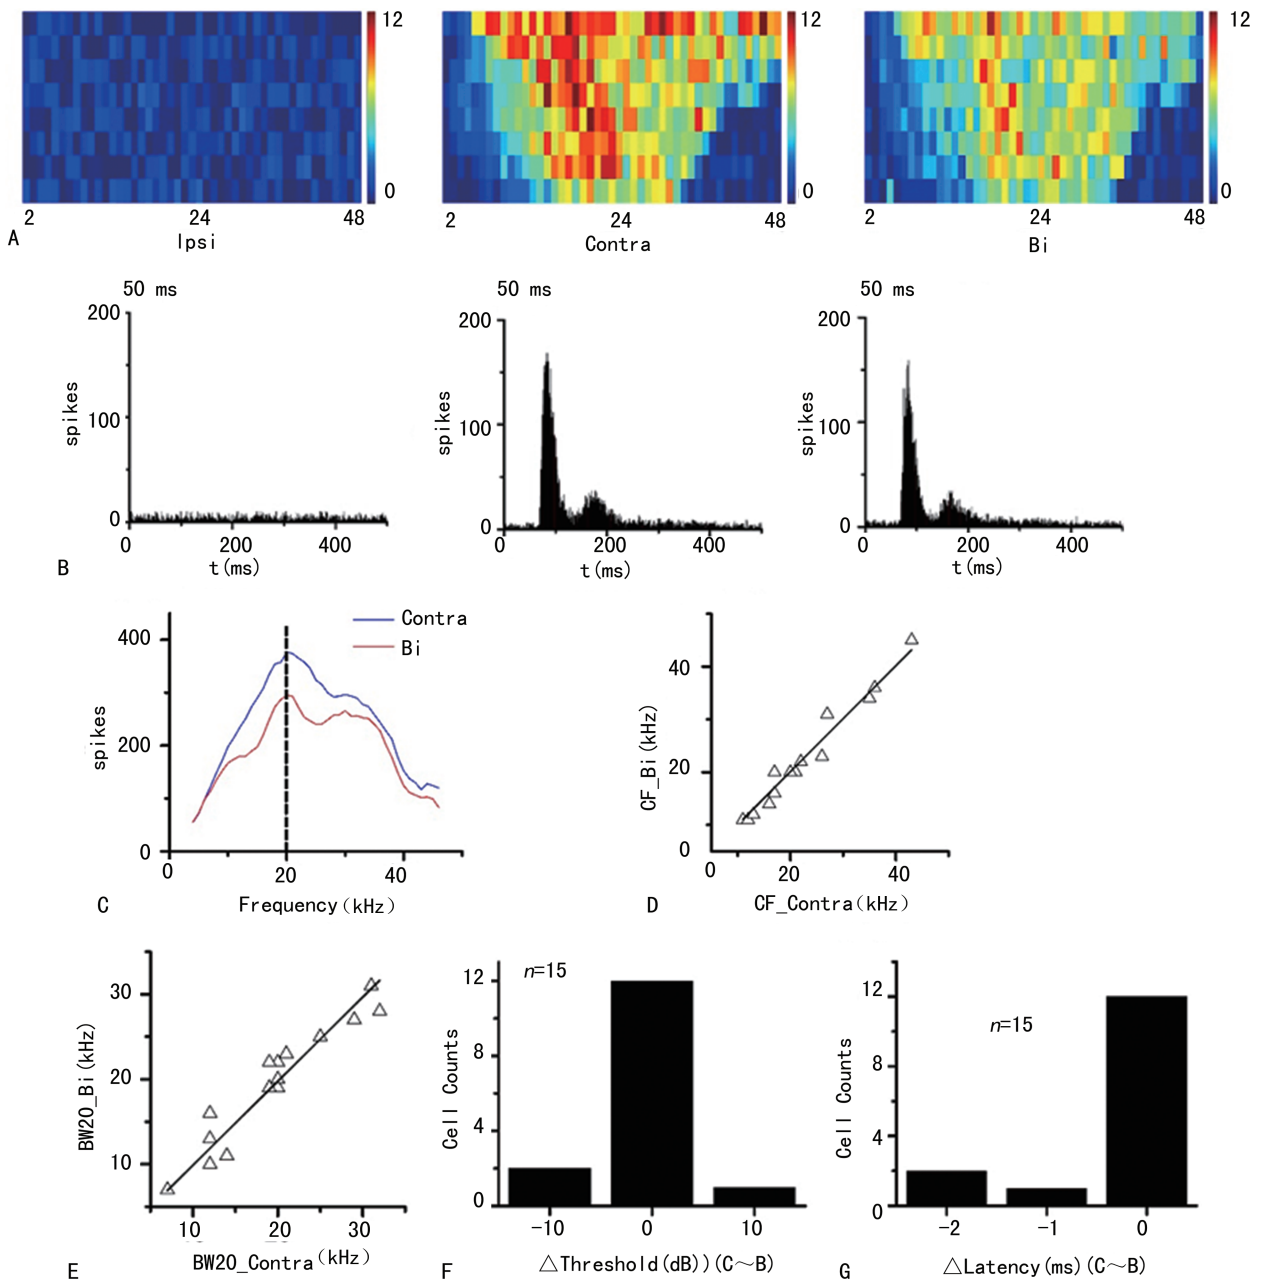 12 12 12
0 0 0
2 24 48 2 24 48 2 24 48
A Ipsi Contra Bi
50 ms 50 ms 50 ms
200 200 200
spikes spikes spikes
100 100 100
0 0 0
0 200 400 0 200 400 0 200 400
B t(ms) t(ms) t(ms)
Contra
Bi
400
200
0
spikes
0 20 40
C Frequency(kHz)
40
20
0
CF_Bi(kHz)
0 20 40
D CF_Contra(kHz)
30
20
10
BW20_Bi(kHz)
20 30
E BW20_Contra(kHz)
n=15
12
8
4
0
Cell Counts
-10 0 10
F △Threshold(dB))(C～B)
n=15
12
8
4
0
Cell Counts
-2 -1 0
G △Latency(ms)(C～B)